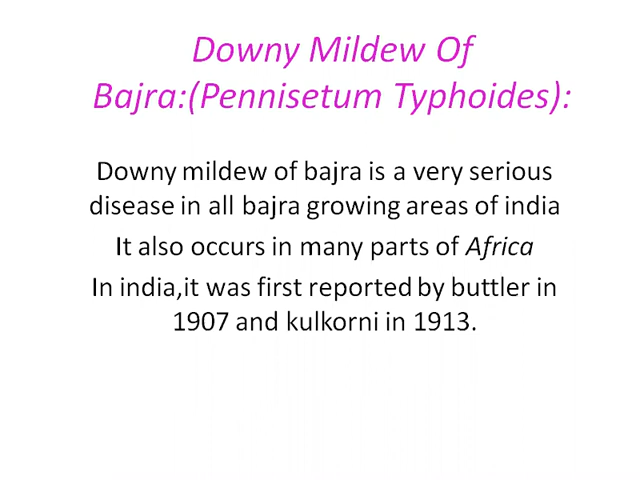 Downy Mildew Of
Bajra:(Pennisetum Typhoides):
Downy mildew of bajra is a very serious
disease in all bajra growing areas of india
It also occurs in many parts of Africa
In india,it was first reported by buttler in
1907 and kulkorni in 1913.